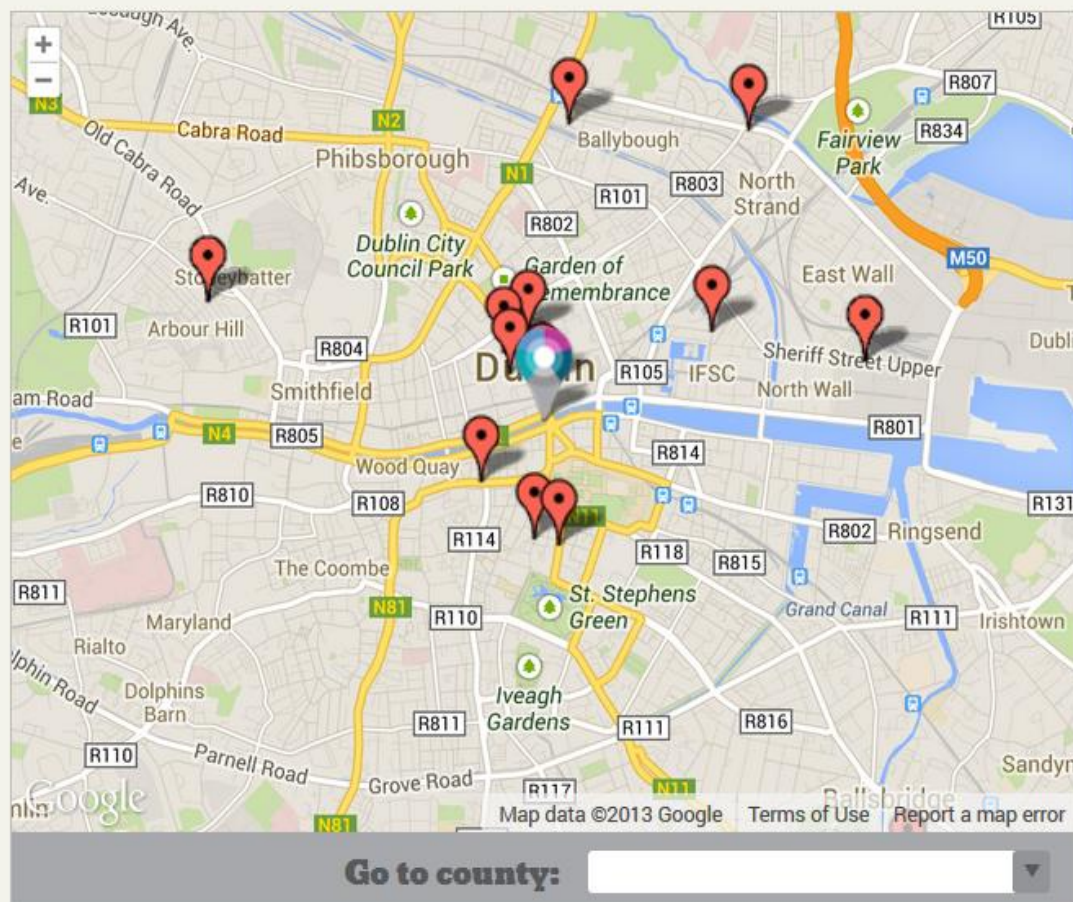 R105
Ave.
N3
Cabra Road
N2
R807
Old Cabra Road
Ballybough
Fairview
Park
R834
Phibsborough
N1
R803
R101
North
Strand
Ave.
R802
Dublin City
Council Park
Garden of
M50
East Wall
R101
Arbour Hill
R804
Sheriff Street Upper
R105
IFSC
Smithfield
North Wall
Road
N4
R805
R801
Wood Quay
R814
R810
R108
R131
R802
Ringsend
R114
R118
R815
The Coombe
R811
St. Stephens
Green
N81
Grand Canal
R110
R111
Irishtown
Maryland
Rialto
Iveagh
Gardens
Dolphins
Barn
R811
R111
R816
R110
Parnell Road
Grove Road
R117
N11
Google
N81
Map data ©2013 Google
Terms of Use
Report a map error
Go to county: